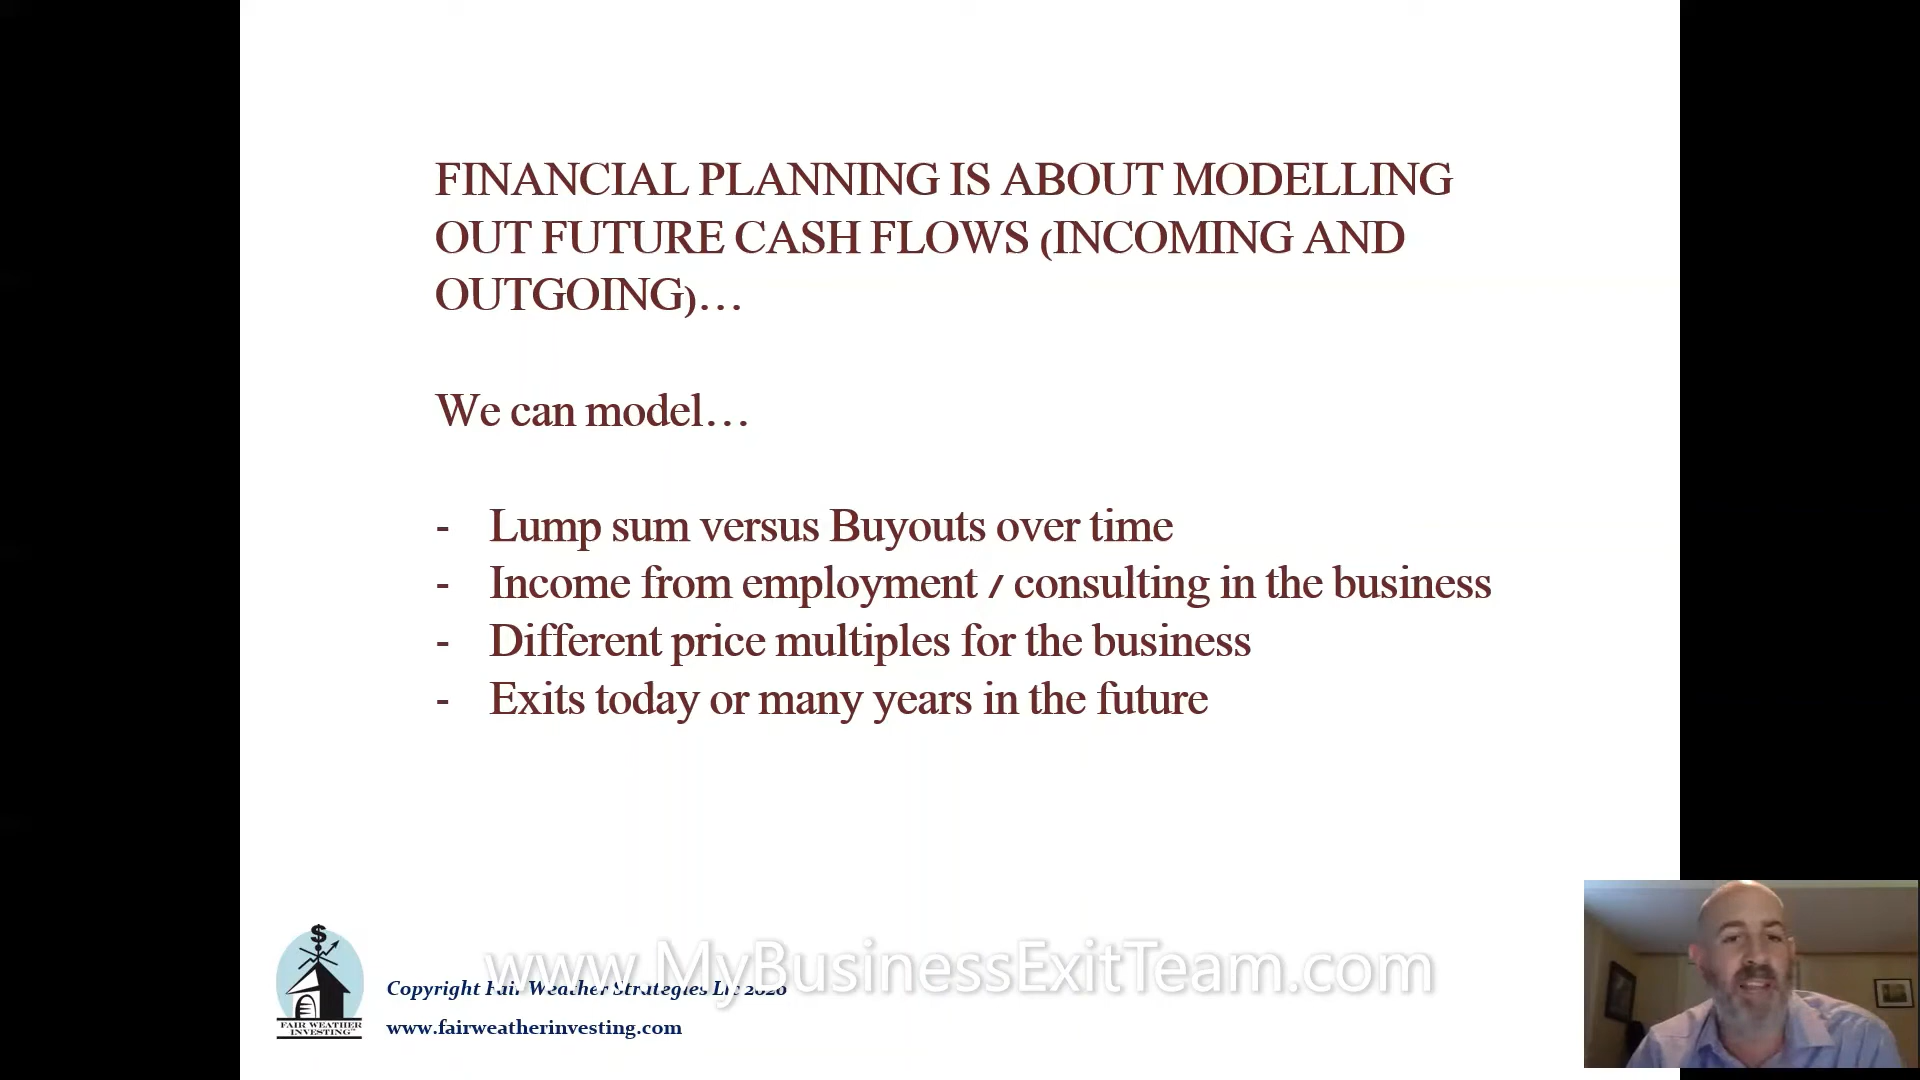 FINANCIAL PLANNING IS ABOUT MODELLING
OUT FUTURE CASH FLOWS (INCOMING AND
OUTGOING)…
We can model…
- Lump sum versus Buyouts over time
- Income from employment / consulting in the business
- Different price multiples for the business
- Exits today or many years in the future
$
FAIR WEATHER
INVESTING
Copyright Fair Weather Strategies Llc 2020
www.MyBusinessExitTeam.com
www.fairweatherinvesting.com